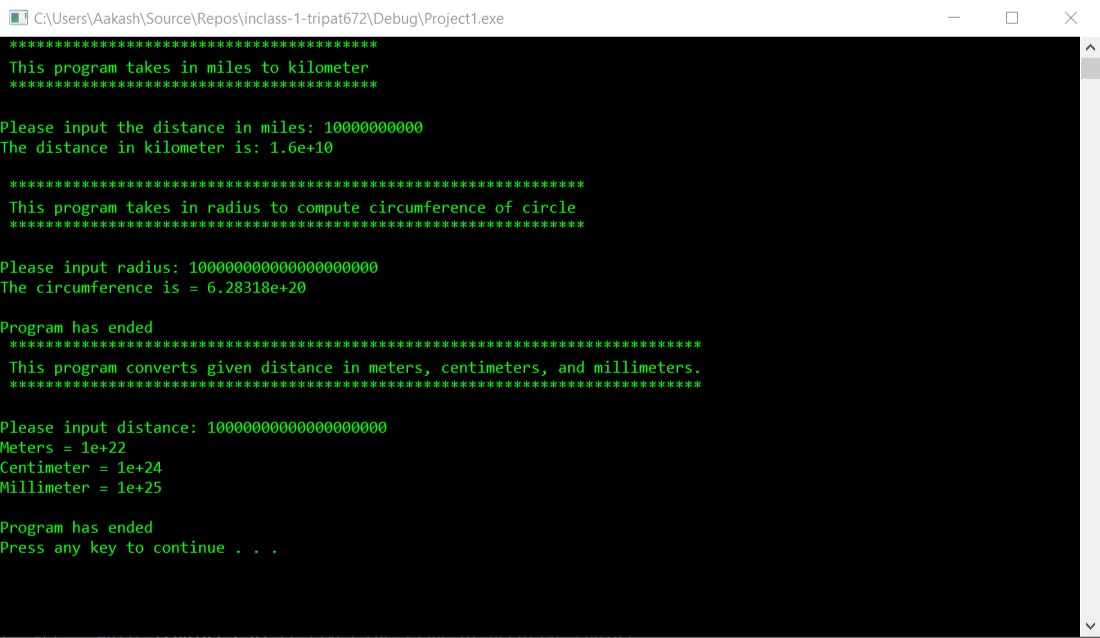 C:\Users\Aakash\Source\Repos\inclass-1-tripat672\Debug\Project1.exe
*****************************************
This program takes in miles to kilometer
*****************************************
Please input the distance in miles: 10000000000
The distance in kilometer is: 1.6e+10
****************************************************************
This program takes in radius to compute circumference of circle
****************************************************************
Please input radius: 100000000000000000000
The circumference is = 6.28318e+20
Program has ended
*****************************************************************************
This program converts given distance in meters, centimeters, and millimeters.
*****************************************************************************
Please input distance: 10000000000000000000
Meters = 1e+22
Centimeter = 1e+24
Millimeter = 1e+25
Program has ended
Press any key to continue . . .